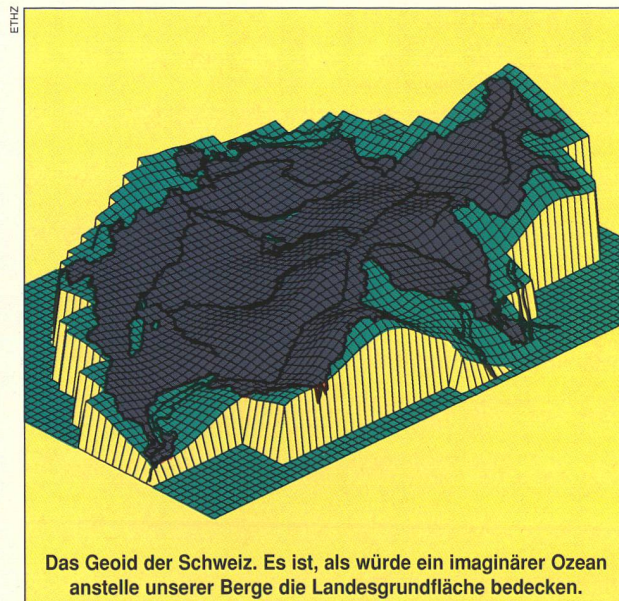 ETHZ
Das Geoid der Schweiz. Es ist, als würde ein imaginärer Ozean
anstelle unserer Berge die Landesgrundfläche bedecken.